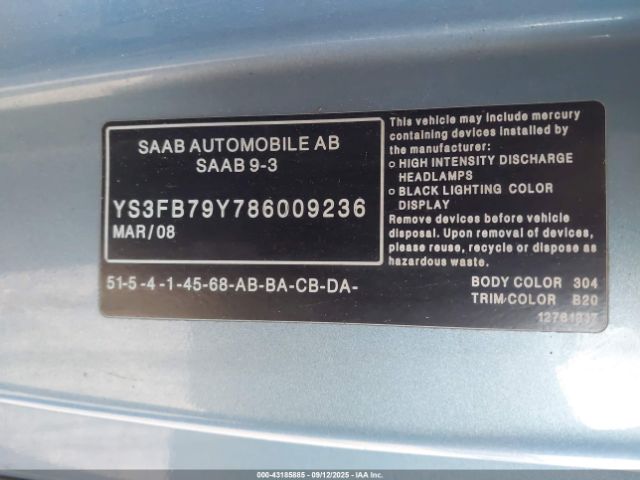 SAAB AUTOMOBILE AB
SAAB 9-3
YS3FB79Y786009236
MAR/08
51-5-4-1-45-68-AB-BA-CB-DA-
This vehicle may include mercury
containing devices installed by
the manufacturer:
o HIGH INTENSITY DISCHARGE
HEADLAMPS
o BLACK LIGHTING COLOR
DISPLAY
Remove devices before vehicle
disposal. Upon removal of devices,
please reuse, recycle or dispose as
hazardous waste.
BODY COLOR 304
TRIM COLOR B20
000-43185885 - 09/12/2025 - IAA Inc.